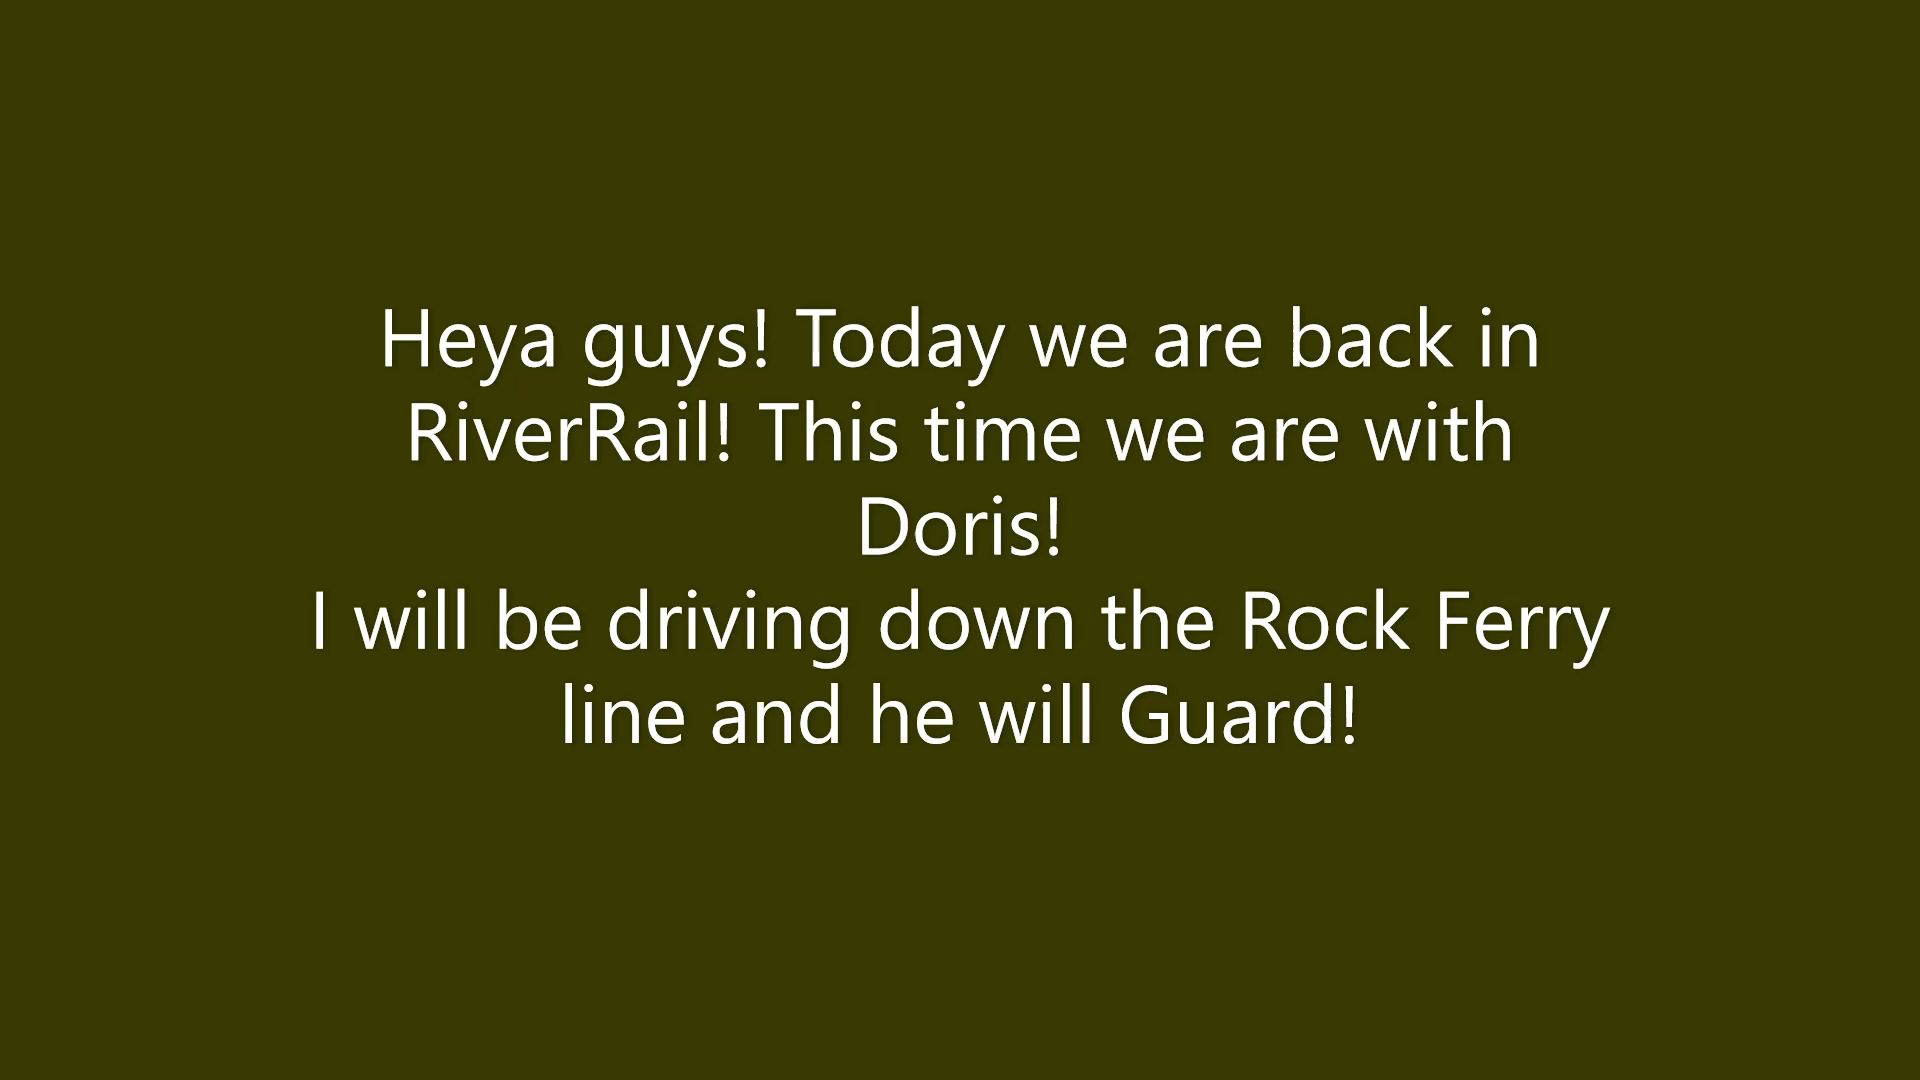 Heya guys! Today we are back in
RiverRail! This time we are with
Doris!
I will be driving down the Rock Ferry
line and he will Guard!